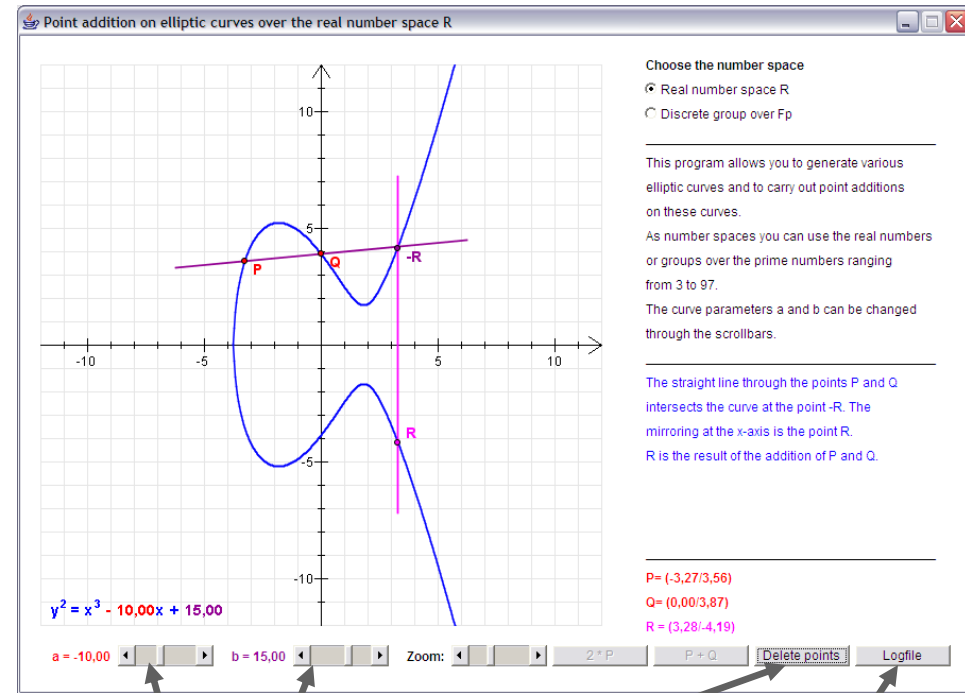 Point addition on elliptic curves over the real number space R
Choose the number space
Real number space R
Discrete group over Fp
This program allows you to generate various
elliptic curves and to carry out point additions
on these curves.
As number spaces you can use the real numbers
or groups over the prime numbers ranging
from 3 to 97.
The curve parameters a and b can be changed
through the scrollbars.
The straight line through the points P and Q
intersects the curve at the point -R. The
mirroring at the x-axis is the point R.
R is the result of the addition of P and Q.
P= (-3,27/3,56)
Q= (0,00/3,87)
R = (3,28/-4,19)
10
5
P
Q
-R
-10
-5
5
10
R
-5
-10
y² = x³ - 10,00x + 15,00
a = -10,00
b = 15,00
Zoom:
2 * P
P + Q
Delete points
Logfile